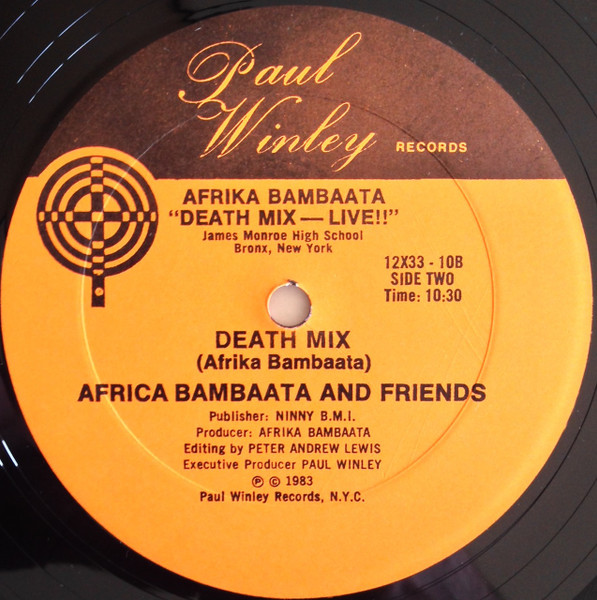 Paul
Winley RECORDS
AFRIKA BAMBAATA
"DEATH MIX — LIVE!!"
James Monroe High School
Bronx, New York
12X33 - 10B
SIDE TWO
Time: 10:30
DEATH MIX
(Afrika Bambaata)
AFRICA BAMBAATA AND FRIENDS
Publisher: NINNY B.M.I.
Producer: AFRIKA BAMBAATA
Editing by PETER ANDREW LEWIS
Executive Producer PAUL WINLEY
℗ © 1983
Paul Winley Records, N.Y.C.